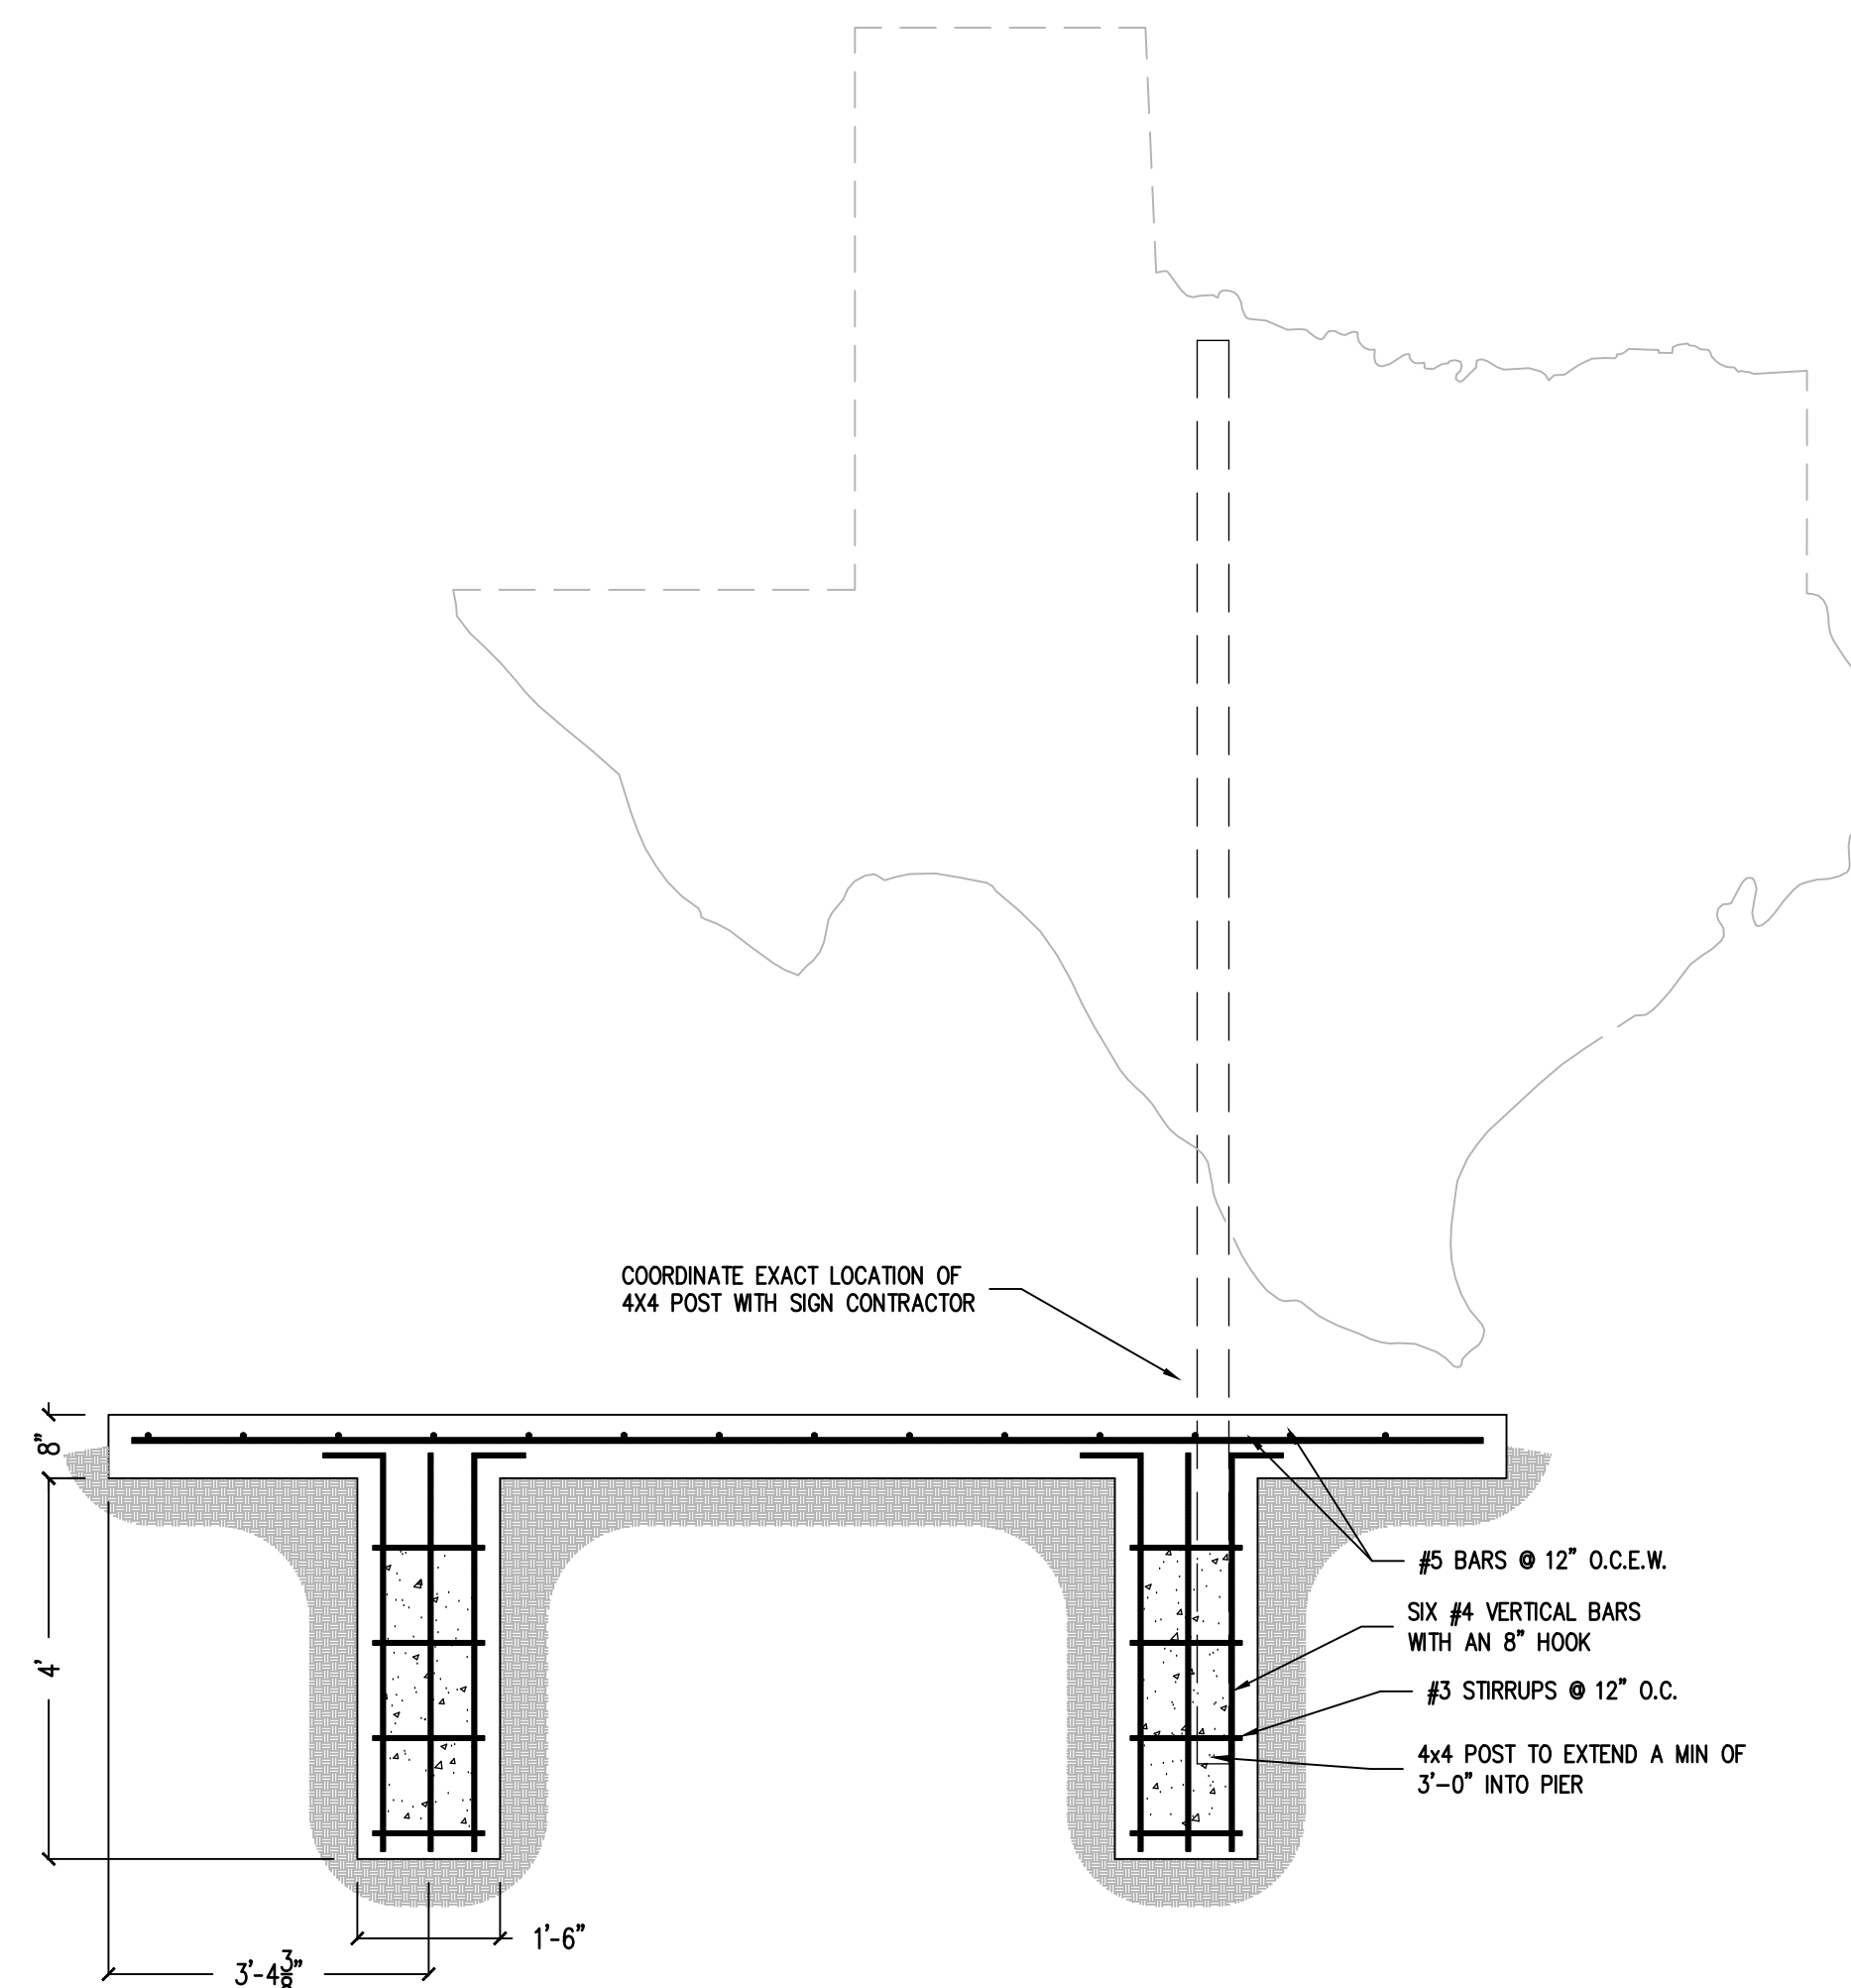 COORDINATE EXACT LOCATION OF
4X4 POST WITH SIGN CONTRACTOR
8"
#5 BARS @ 12" O.C.E.W.
SIX #4 VERTICAL BARS
WITH AN 8" HOOK
4'
#3 STIRRUPS @ 12" O.C.
4x4 POST TO EXTEND A MIN OF
3'-0" INTO PIER
1'-6"
3'-4 3/8"